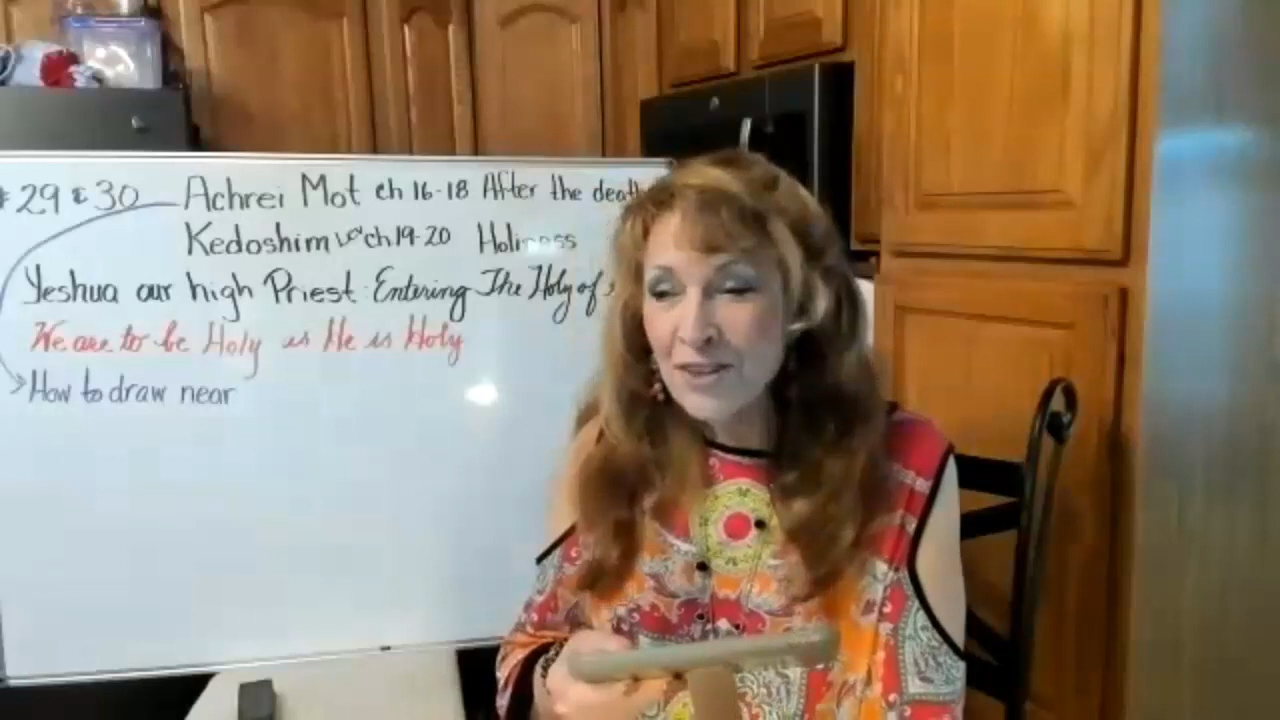 #29 & 30 Achrei Mot ch 16-18 After the death
Kedoshim ch 19-20 Holiness
Yeshua our high Priest: Entering The Holy of
We are to be Holy as He is Holy
How to draw near